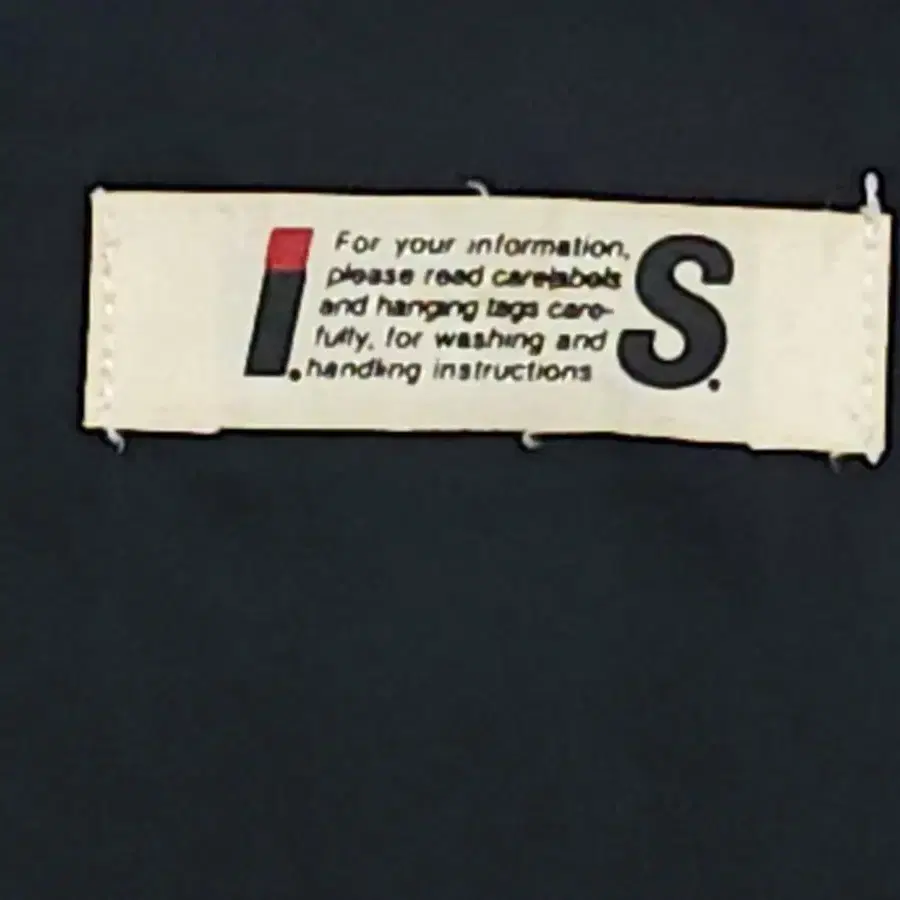 I. S.
For your information,
please read carelabels
and hanging tags care-
fully, for washing and
handling instructions